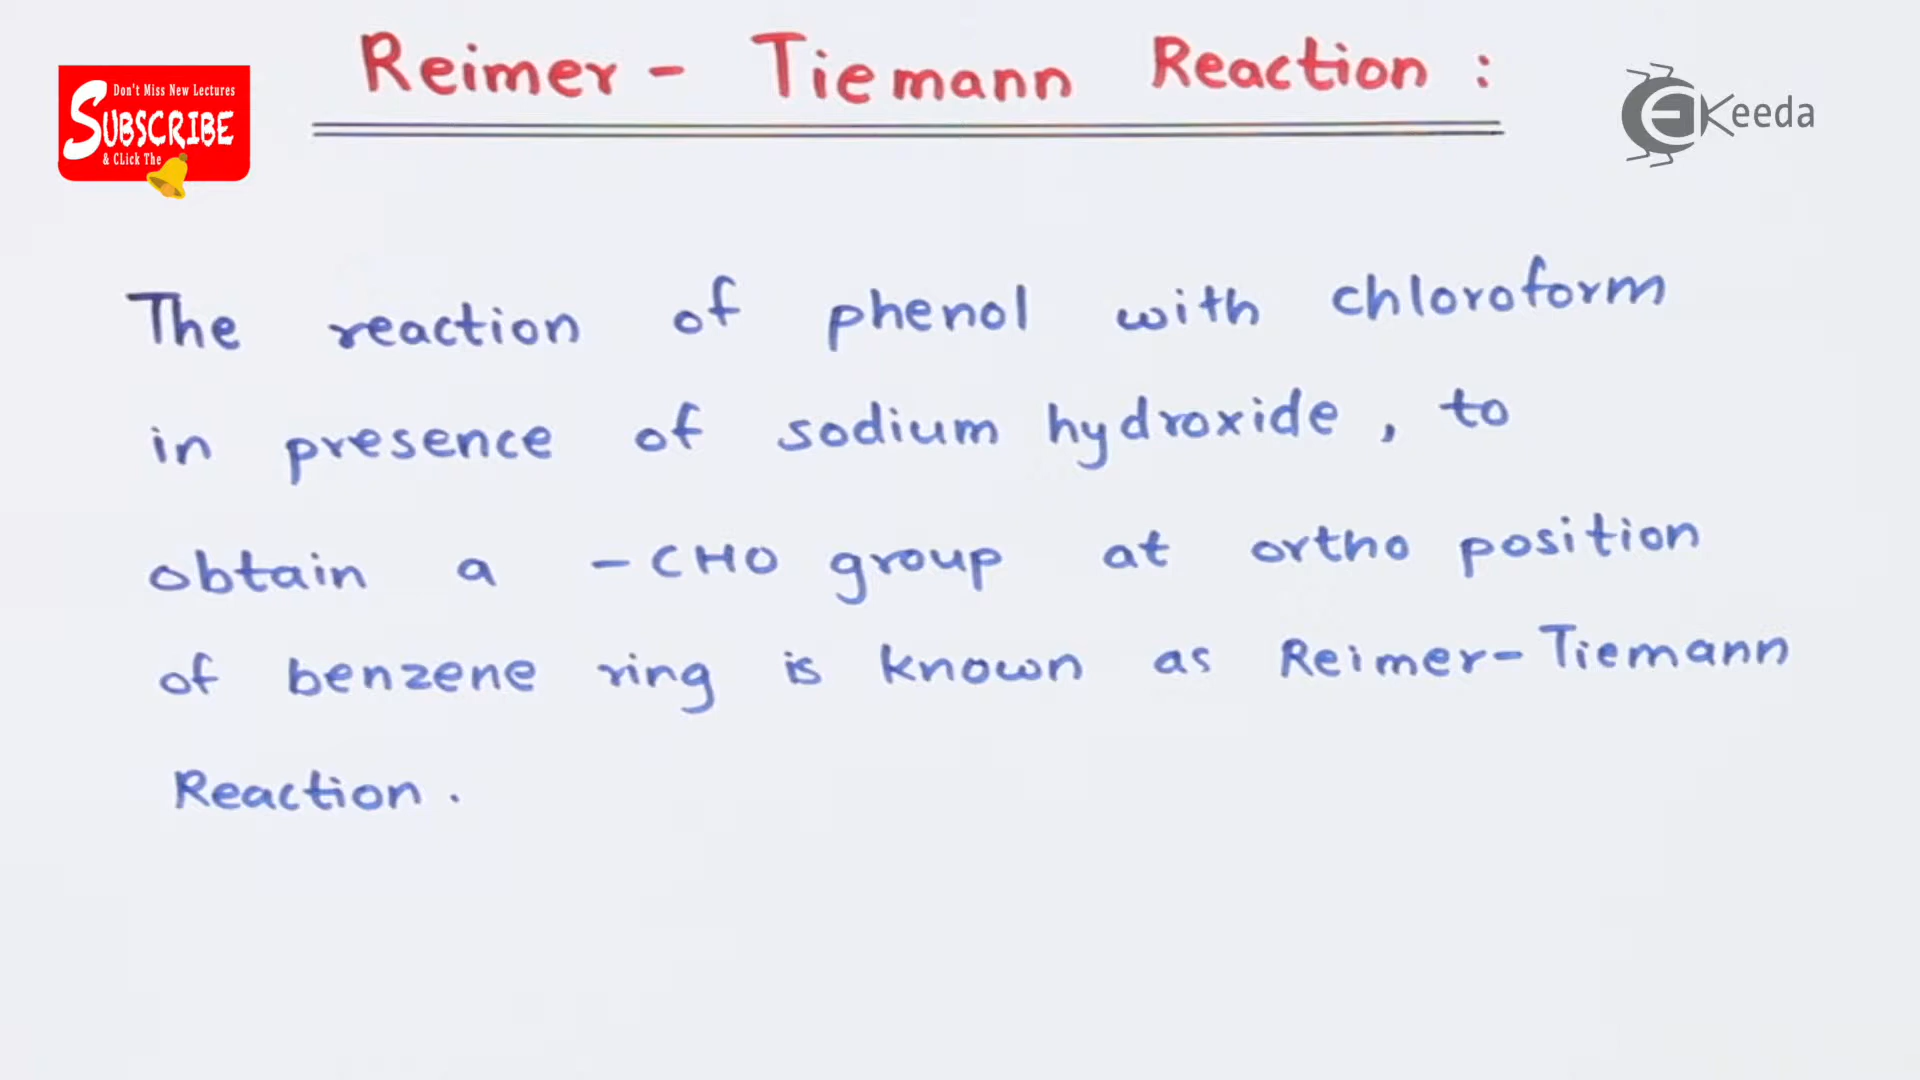 Reimer - Tiemann Reaction :
Don't Miss New Lectures
SUBSCRIBE
& CLick The
EKeeda
The reaction of phenol with chloroform
in presence of sodium hydroxide, to
obtain a - CHO group at ortho position
of benzene ring is known as Reimer-Tiemann
Reaction.